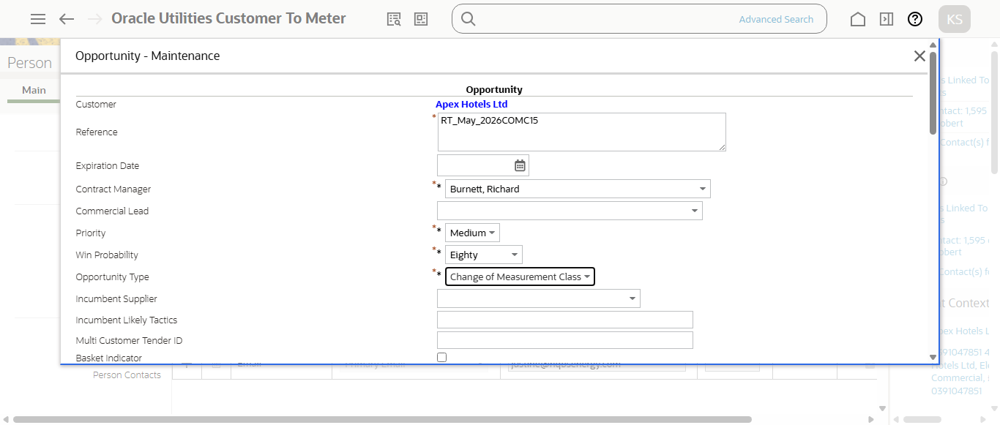 Oracle Utilities Customer To Meter
Advanced Search
KS
Person
Main
Opportunity - Maintenance
Opportunity
Customer
Apex Hotels Ltd
Reference
* RT_May_2026COMC15
Expiration Date
Contract Manager
** Burnett, Richard
Commercial Lead
Priority
** Medium
Win Probability
** Eighty
Opportunity Type
** Change of Measurement Class
Incumbent Supplier
Incumbent Likely Tactics
Multi Customer Tender ID
Basket Indicator
Person Contacts
s Linked To
s
ntact: 1,595
obert
Contact(s) f
s Linked To
s
ntact: 1,595
obert
Contact(s) f
t Context
pex Hotels L
0391047851 4
Hotels Ltd, Ele
Commercial,
0391047851